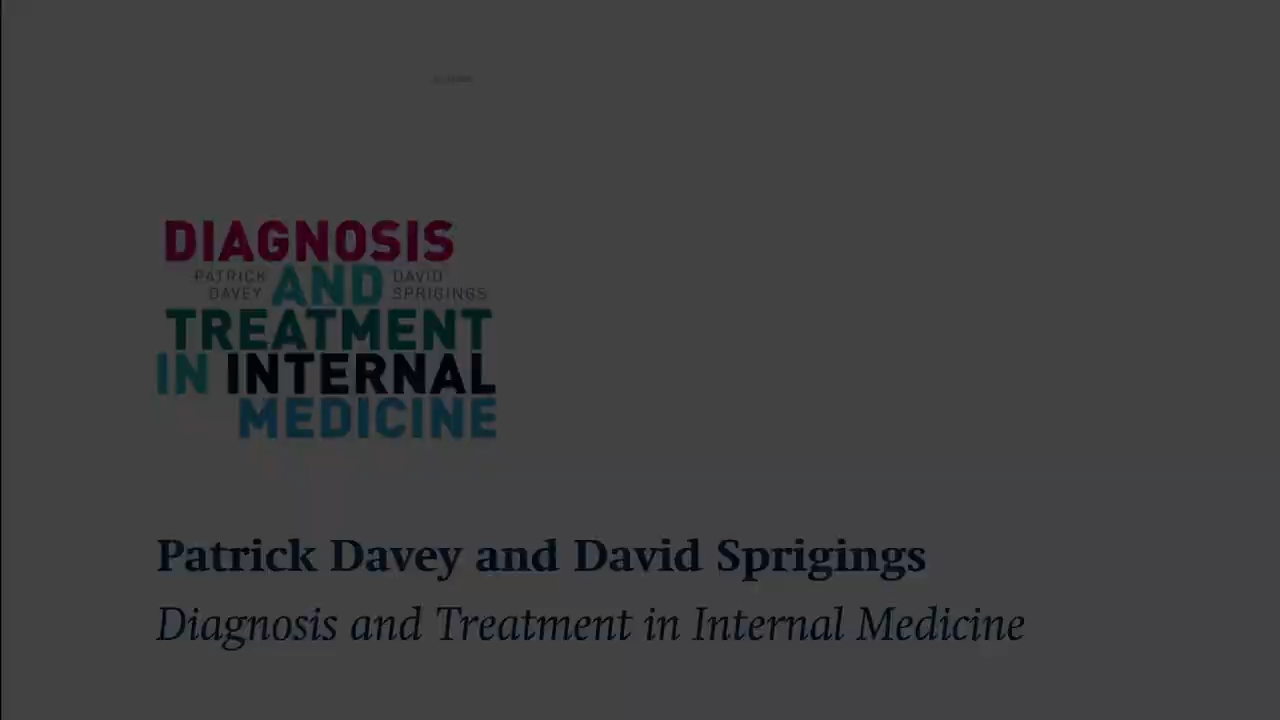 DIAGNOSIS
PATRICK DAVEY AND DAVID SPRIGINGS
TREATMENT
IN INTERNAL
MEDICINE
Patrick Davey and David Sprigings
Diagnosis and Treatment in Internal Medicine